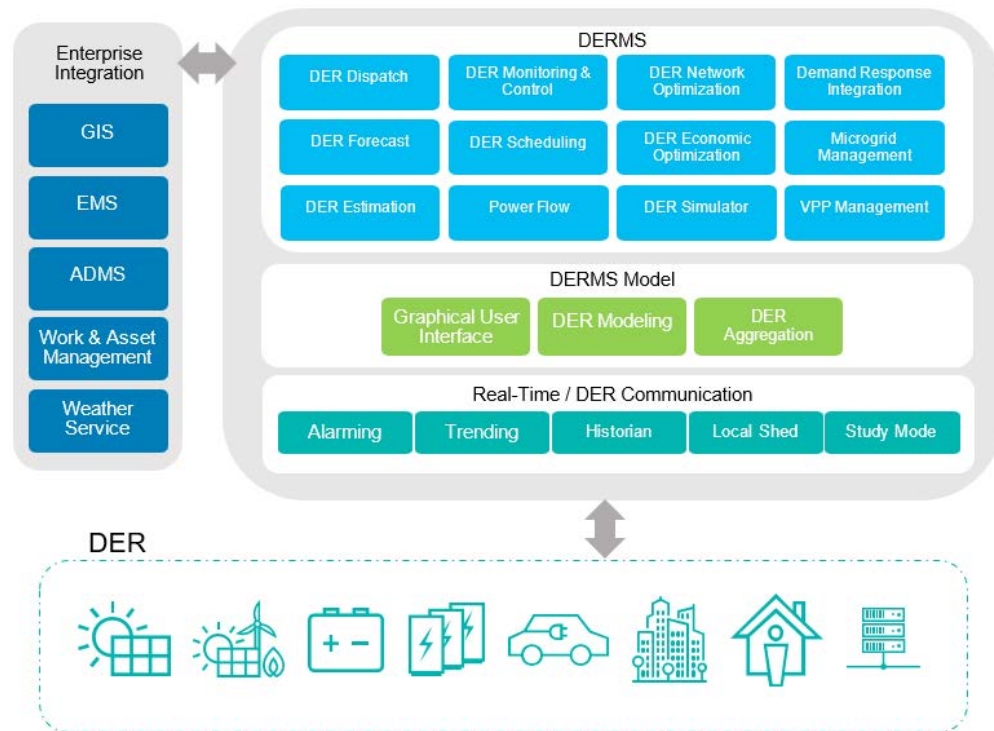 Enterprise
Integration
GIS
EMS
ADMS
Work & Asset
Management
Weather
Service
DERMS
DER Dispatch
DER Monitoring &
Control
DER Network
Optimization
Demand Response
Integration
DER Forecast
DER Scheduling
DER Economic
Optimization
Microgrid
Management
DER Estimation
Power Flow
DER Simulator
VPP Management
DERMS Model
Graphical User
Interface
DER Modeling
DER
Aggregation
Real-Time / DER Communication
Alarming
Trending
Historian
Local Shed
Study Mode
DER